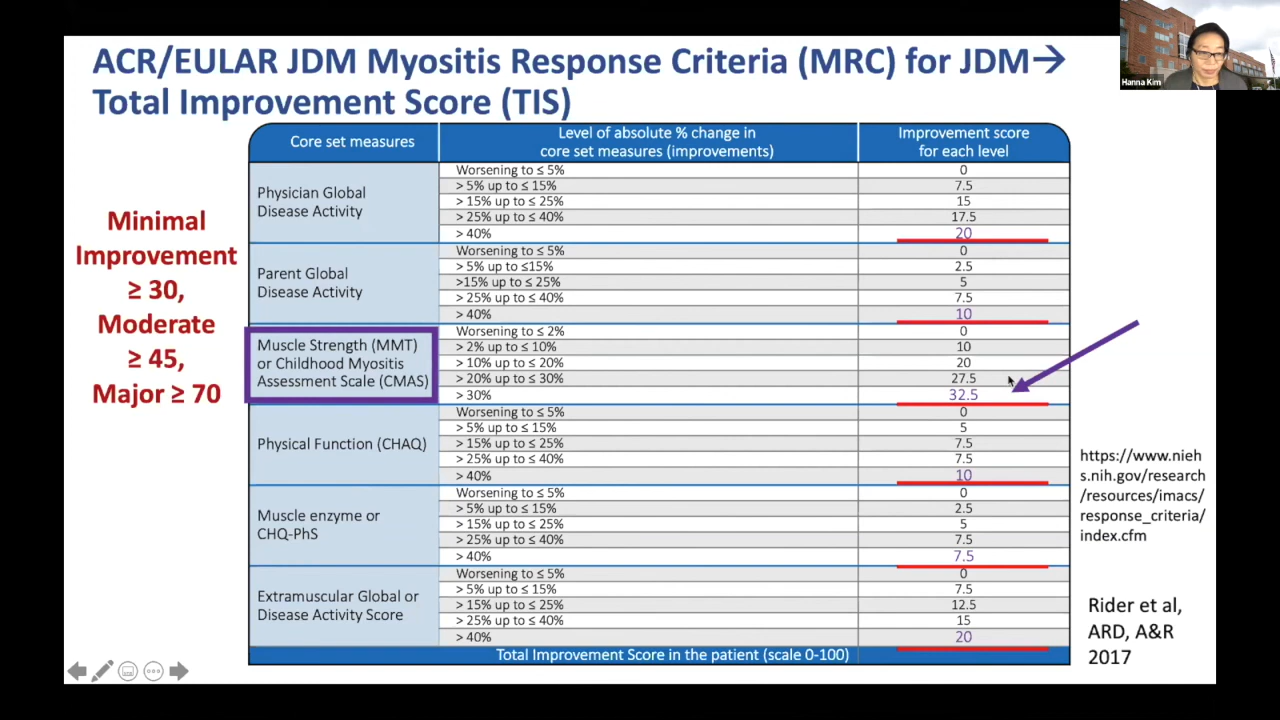 ACR/EULAR JDM Myositis Response Criteria (MRC) for JDM→
Total Improvement Score (TIS)
Hanna Kim
Minimal
Improvement
≥ 30,
Moderate
≥ 45,
Major ≥ 70
Core set measures
Level of absolute % change in
core set measures (improvements)
Improvement score
for each level
Physician Global
Disease Activity
Worsening to ≤ 5% 0
> 5% up to ≤ 15% 7.5
> 15% up to ≤ 25% 15
> 25% up to ≤ 40% 17.5
> 40% 20
Parent Global
Disease Activity
Worsening to ≤ 5% 0
> 5% up to ≤15% 2.5
>15% up to ≤ 25% 5
> 25% up to ≤ 40% 7.5
> 40% 10
Muscle Strength (MMT)
or Childhood Myositis
Assessment Scale (CMAS)
Worsening to ≤ 2% 0
> 2% up to ≤ 10% 10
> 10% up to ≤ 20% 20
> 20% up to ≤ 30% 27.5
> 30% 32.5
Physical Function (CHAQ)
Worsening to ≤ 5% 0
> 5% up to ≤ 15% 5
> 15% up to ≤ 25% 7.5
> 25% up to ≤ 40% 7.5
> 40% 10
Muscle enzyme or
CHQ-PhS
Worsening to ≤ 5% 0
> 5% up to ≤ 15% 2.5
> 15% up to ≤ 25% 5
> 25% up to ≤ 40% 7.5
> 40% 7.5
Extramuscular Global or
Disease Activity Score
Worsening to ≤ 5% 0
> 5% up to ≤ 15% 7.5
> 15% up to ≤ 25% 12.5
> 25% up to ≤ 40% 15
> 40% 20
Total Improvement Score in the patient (scale 0-100)
https://www.nieh
s.nih.gov/research
/resources/imacs/
response_criteria/
index.cfm
Rider et al,
ARD, A&R
2017